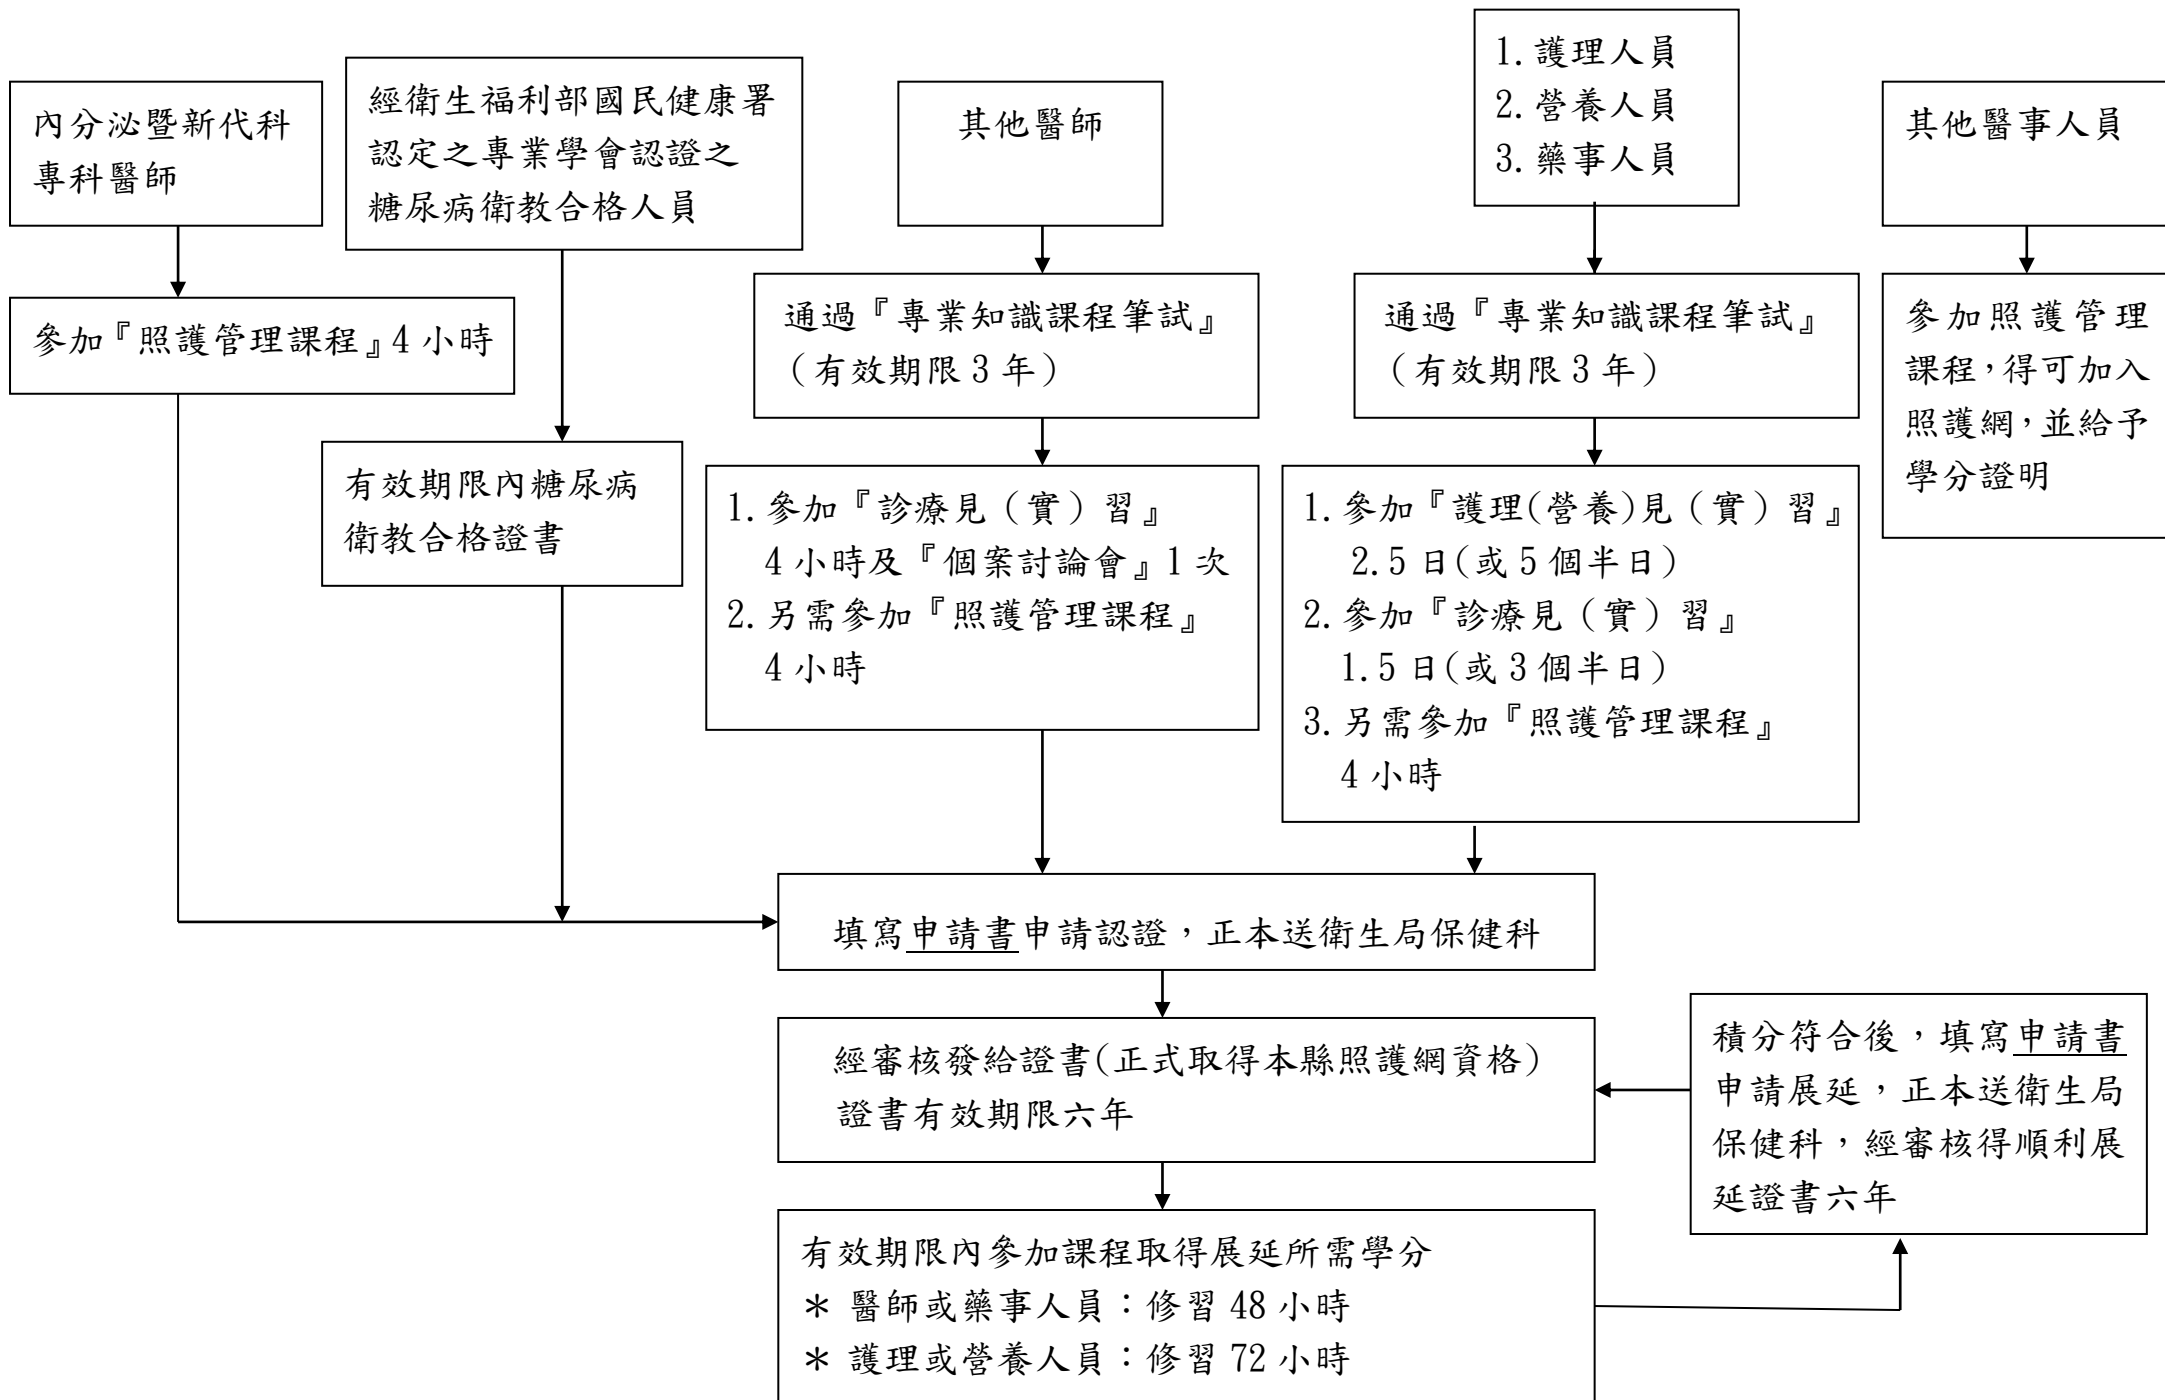 內分泌暨新代科
專科醫師
經衛生福利部國民健康署
認定之專業學會認證之
糖尿病衛教合格人員
其他醫師
1. 護理人員
2. 營養人員
3. 藥事人員
其他醫事人員
參加『照護管理課程』4 小時
有效期限內糖尿病
衛教合格證書
通過『專業知識課程筆試』
（有效期限 3 年）
通過『專業知識課程筆試』
（有效期限 3 年）
參加照護管理
課程，得可加入
照護網，並給予
學分證明
1. 參加『診療見（實）習』
4 小時及『個案討論會』1 次
2. 另需參加『照護管理課程』
4 小時
1. 參加『護理(營養)見（實）習』
2.5 日(或 5 個半日)
2. 參加『診療見（實）習』
1.5 日(或 3 個半日)
3. 另需參加『照護管理課程』
4 小時
填寫申請書申請認證，正本送衛生局保健科
經審核發給證書(正式取得本縣照護網資格)
證書有效期限六年
積分符合後，填寫申請書
申請展延，正本送衛生局
保健科，經審核得順利展
延證書六年
有效期限內參加課程取得展延所需學分
＊ 醫師或藥事人員：修習 48 小時
＊ 護理或營養人員：修習 72 小時